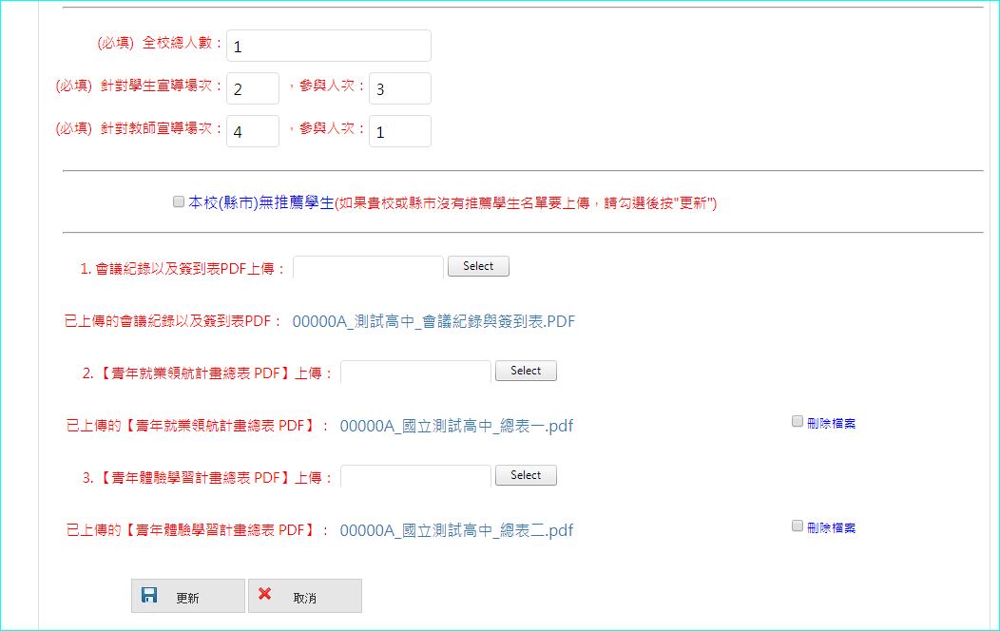 (必填) 全校總人數： 1
(必填) 針對學生宣導場次： 2 ，參與人次： 3
(必填) 針對教師宣導場次： 4 ，參與人次： 1
本校(縣市)無推薦學生(如果貴校或縣市沒有推薦學生名單要上傳，請勾選後按"更新")
1. 會議紀錄以及簽到表PDF上傳： Select
已上傳的會議紀錄以及簽到表PDF： 00000A_測試高中_會議紀錄與簽到表.PDF
2. 【青年就業領航計畫總表 PDF】上傳： Select
已上傳的【青年就業領航計畫總表 PDF】： 00000A_國立測試高中_總表一.pdf 刪除檔案
3. 【青年體驗學習計畫總表 PDF】上傳： Select
已上傳的【青年體驗學習計畫總表 PDF】： 00000A_國立測試高中_總表二.pdf 刪除檔案
更新 取消